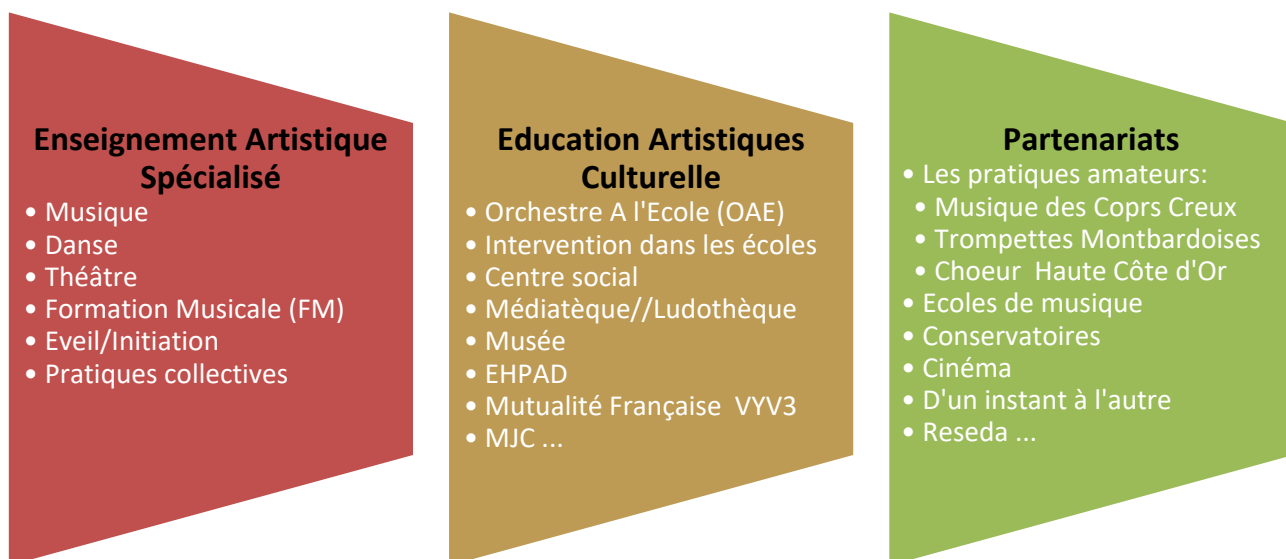 Enseignement Artistique
Spécialisé
• Musique
• Danse
• Théâtre
• Formation Musicale (FM)
• Eveil/Initiation
• Pratiques collectives
Education Artistiques
Culturelle
• Orchestre A l'Ecole (OAE)
• Intervention dans les écoles
• Centre social
• Médiatèque//Ludothèque
• Musée
• EHPAD
• Mutualité Française  VYV3
• MJC ...
Partenariats
• Les pratiques amateurs:
• Musique des Coprs Creux
• Trompettes Montbardoises
• Choeur  Haute Côte d'Or
• Ecoles de musique
• Conservatoires
• Cinéma
• D'un instant à l'autre
• Reseda ...